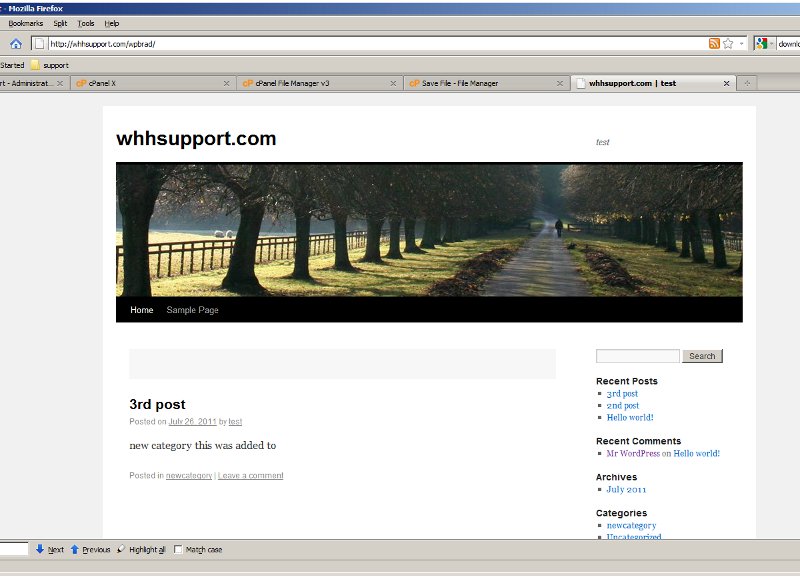 - Mozilla Firefox
Bookmarks Split Tools Help
http://whhsupport.com/wpbrad/
Started support
rt - Administrat... cPanel X cPanel File Manager v3 Save File - File Manager whhsupport.com | test
whhsupport.com
test
Home Sample Page
Search
3rd post
Posted on July 26, 2011 by test
new category this was added to
Posted in newcategory | Leave a comment
Recent Posts
3rd post
2nd post
Hello world!
Recent Comments
Mr WordPress on Hello world!
Archives
July 2011
Categories
newcategory
Uncategorized
Next Previous Highlight all Match case